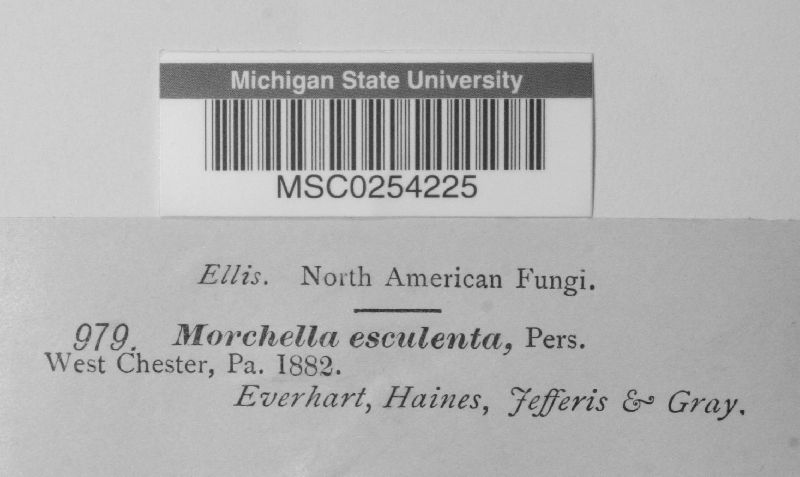 Michigan State University
MSC0254225
Ellis. North American Fungi.
979. Morchella esculenta, Pers.
West Chester, Pa. 1882.
Everhart, Haines, Jefferis & Gray.